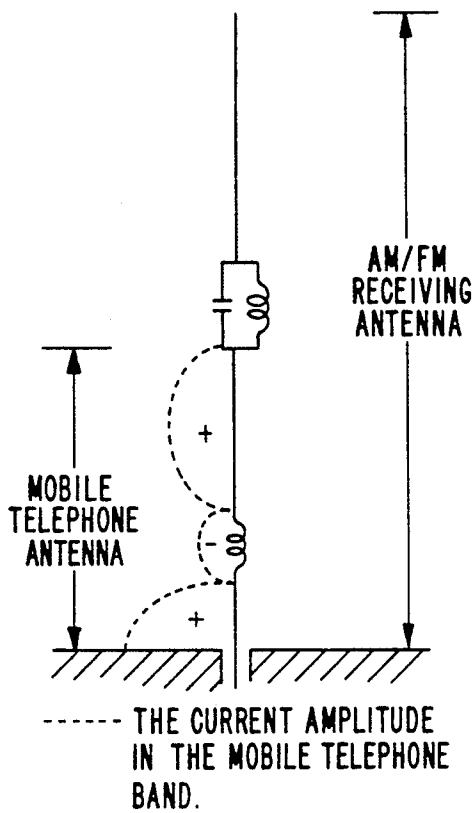 AM/FM
RECEIVING
ANTENNA
+
MOBILE
TELEPHONE
ANTENNA
-
+
------ THE CURRENT AMPLITUDE
IN THE MOBILE TELEPHONE
BAND.